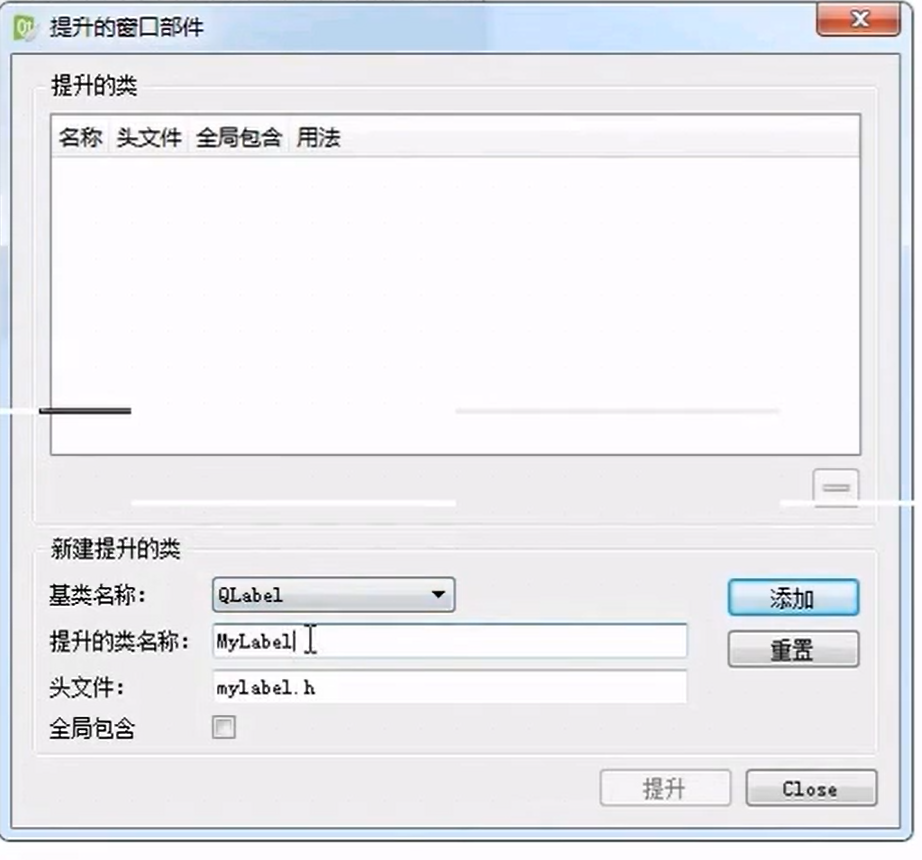 提升的窗口部件
提升的类
名称 头文件 全局包含 用法
新建提升的类
基类名称: QLabel 添加
提升的类名称: MyLabel 重置
头文件: mylabel.h
全局包含
提升 Close